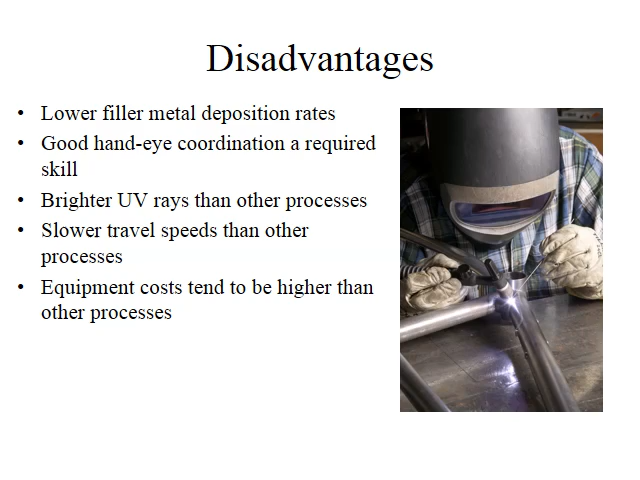 Disadvantages
• Lower filler metal deposition rates
• Good hand-eye coordination a required
skill
• Brighter UV rays than other processes
• Slower travel speeds than other
processes
• Equipment costs tend to be higher than
other processes